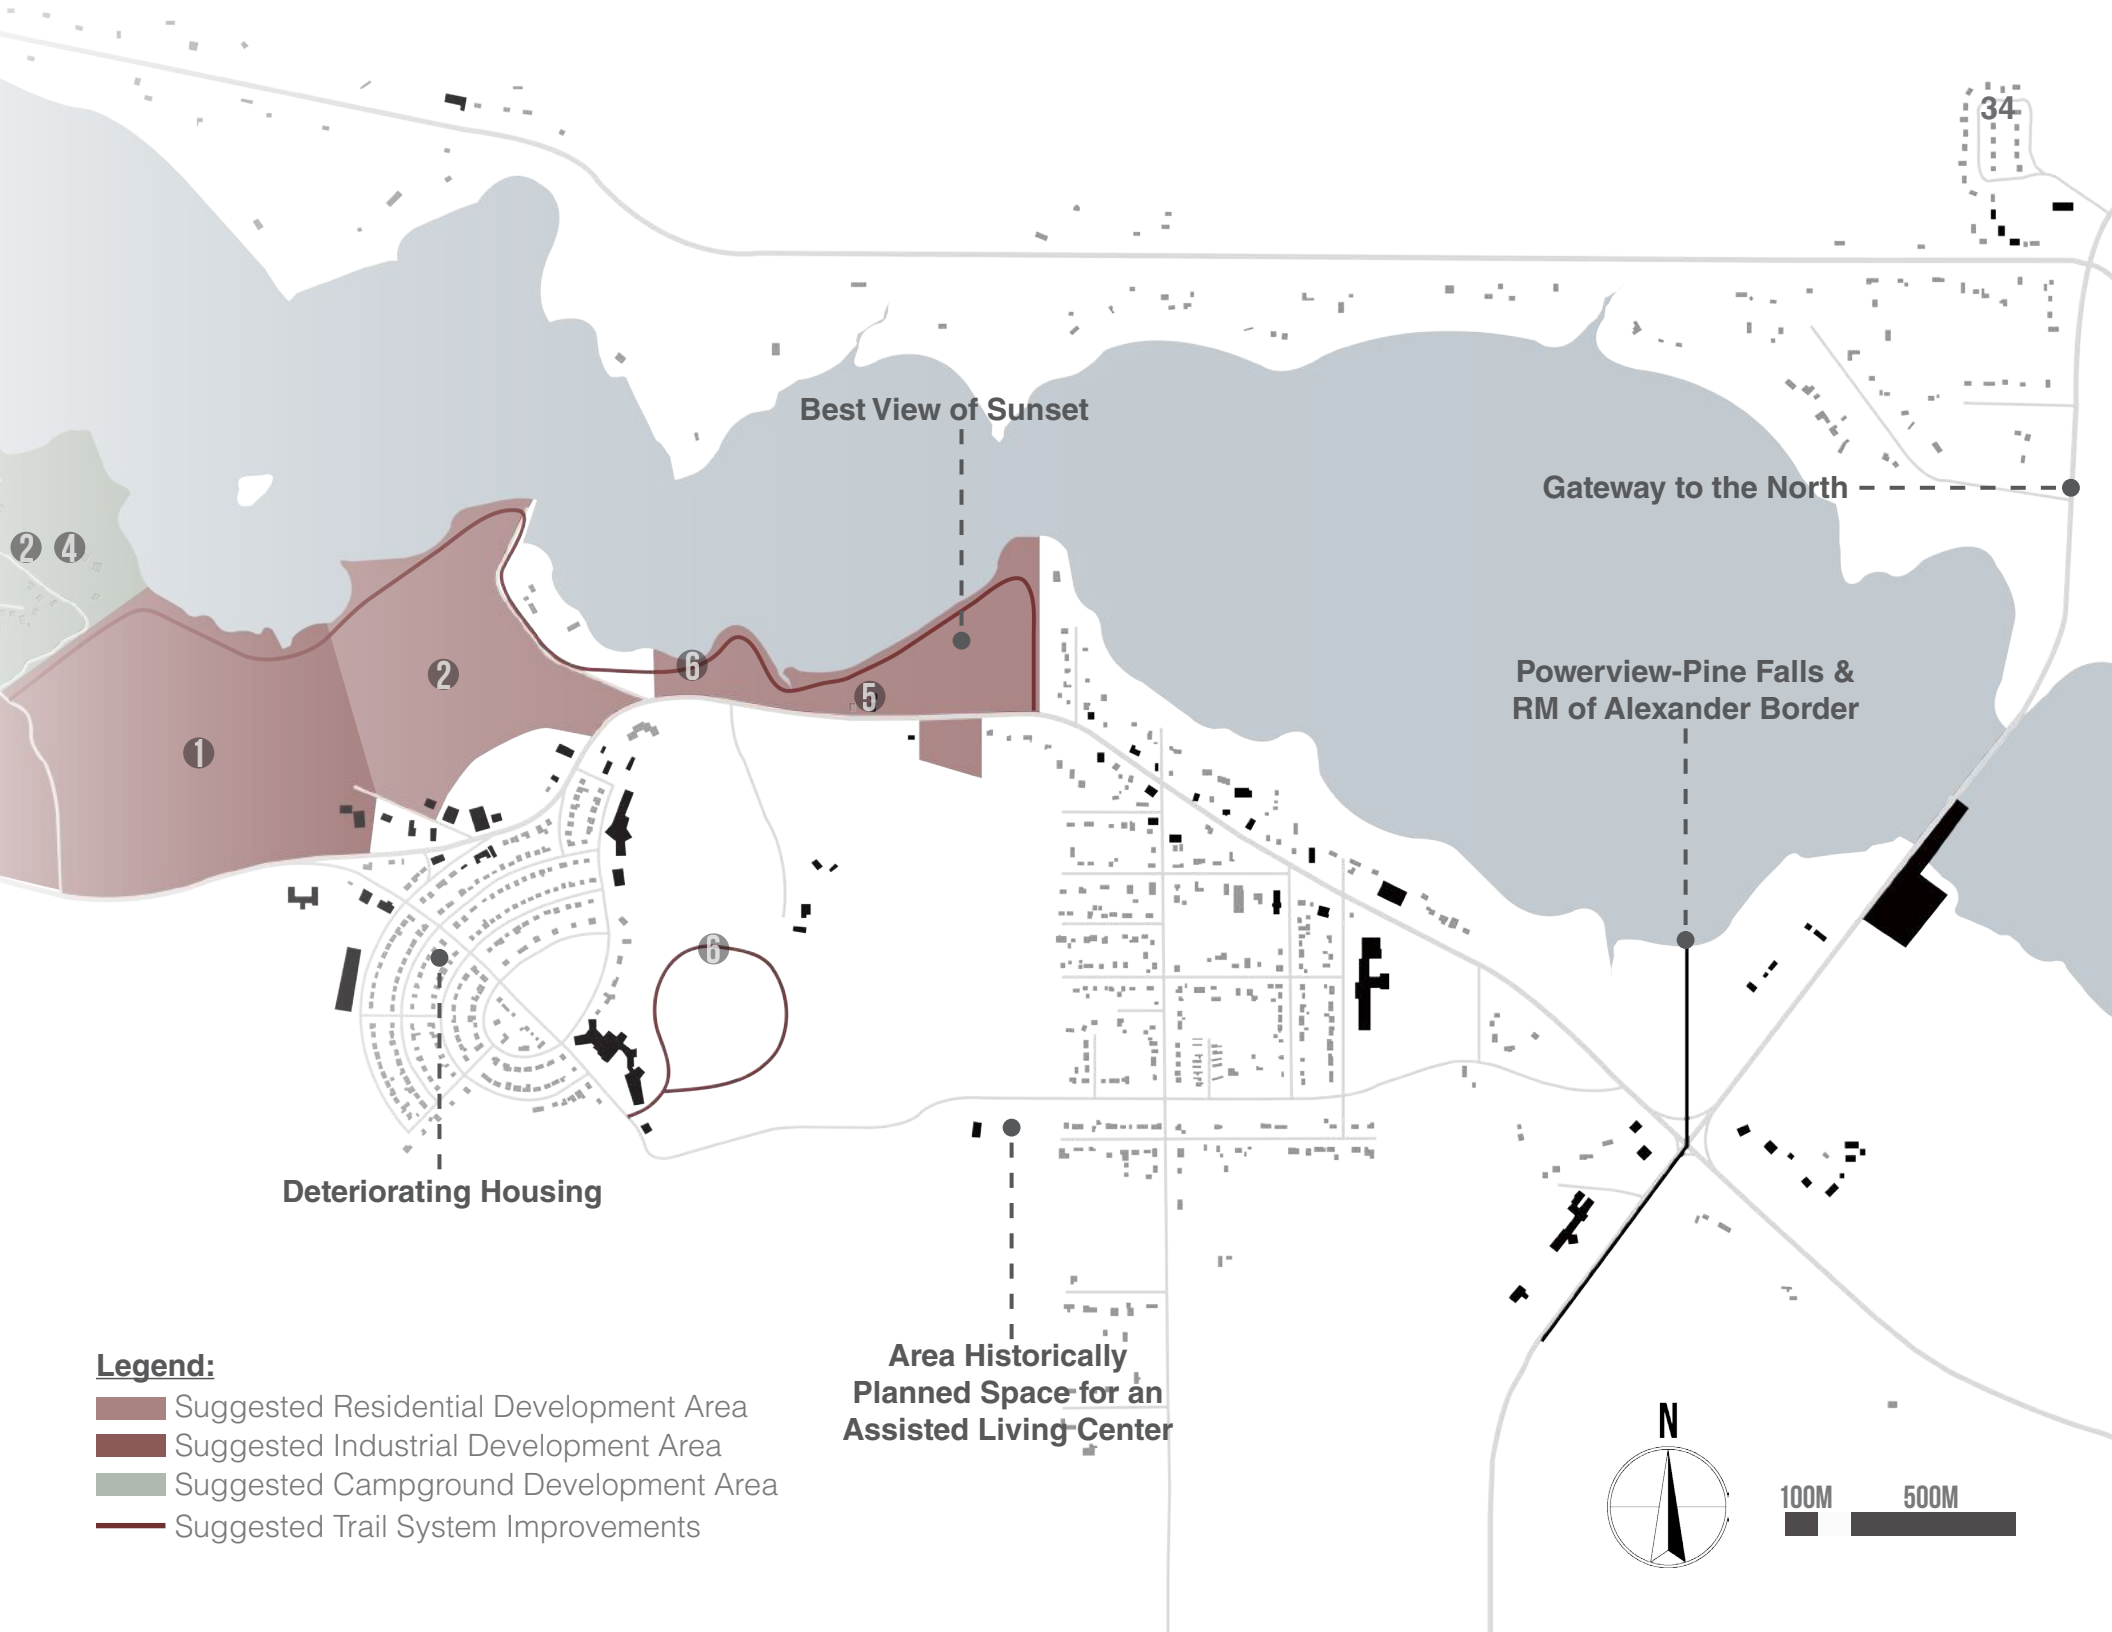 34
Best View of Sunset
Gateway to the North
2 4
Powerview-Pine Falls &
RM of Alexander Border
6
2
5
1
6
Deteriorating Housing
Area Historically
Planned Space for an
Assisted Living Center
Legend:
Suggested Residential Development Area
Suggested Industrial Development Area
Suggested Campground Development Area
Suggested Trail System Improvements
N
100M 500M